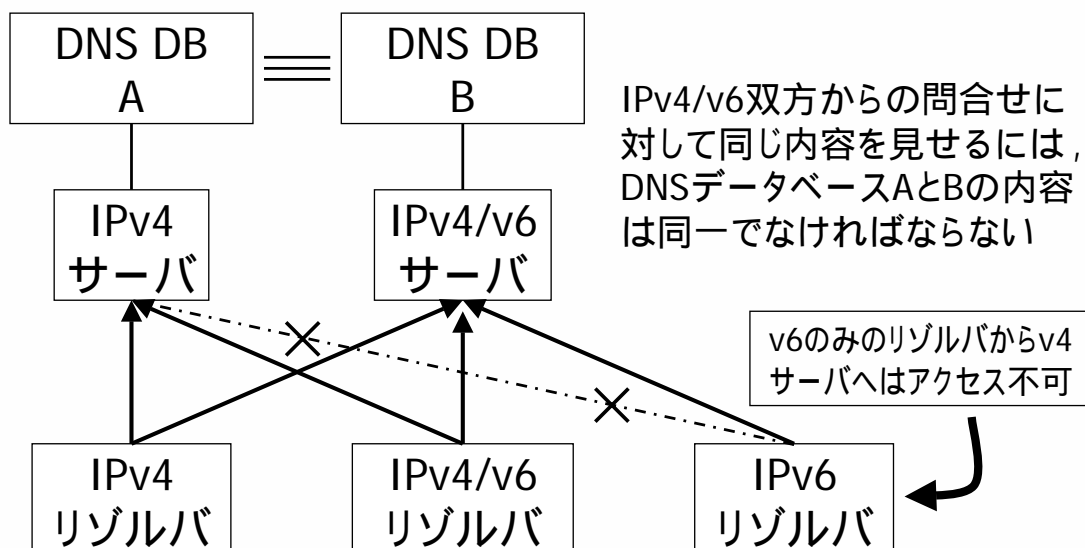 DNS DB
A
DNS DB
B
IPv4/v6双方からの問合せに
対して同じ内容を見せるには,
DNSデータベースAとBの内容
は同一でなければならない
IPv4
サーバ
IPv4/v6
サーバ
v6のみのリゾルバからv4
サーバへはアクセス不可
IPv4
リゾルバ
IPv4/v6
リゾルバ
IPv6
リゾルバ